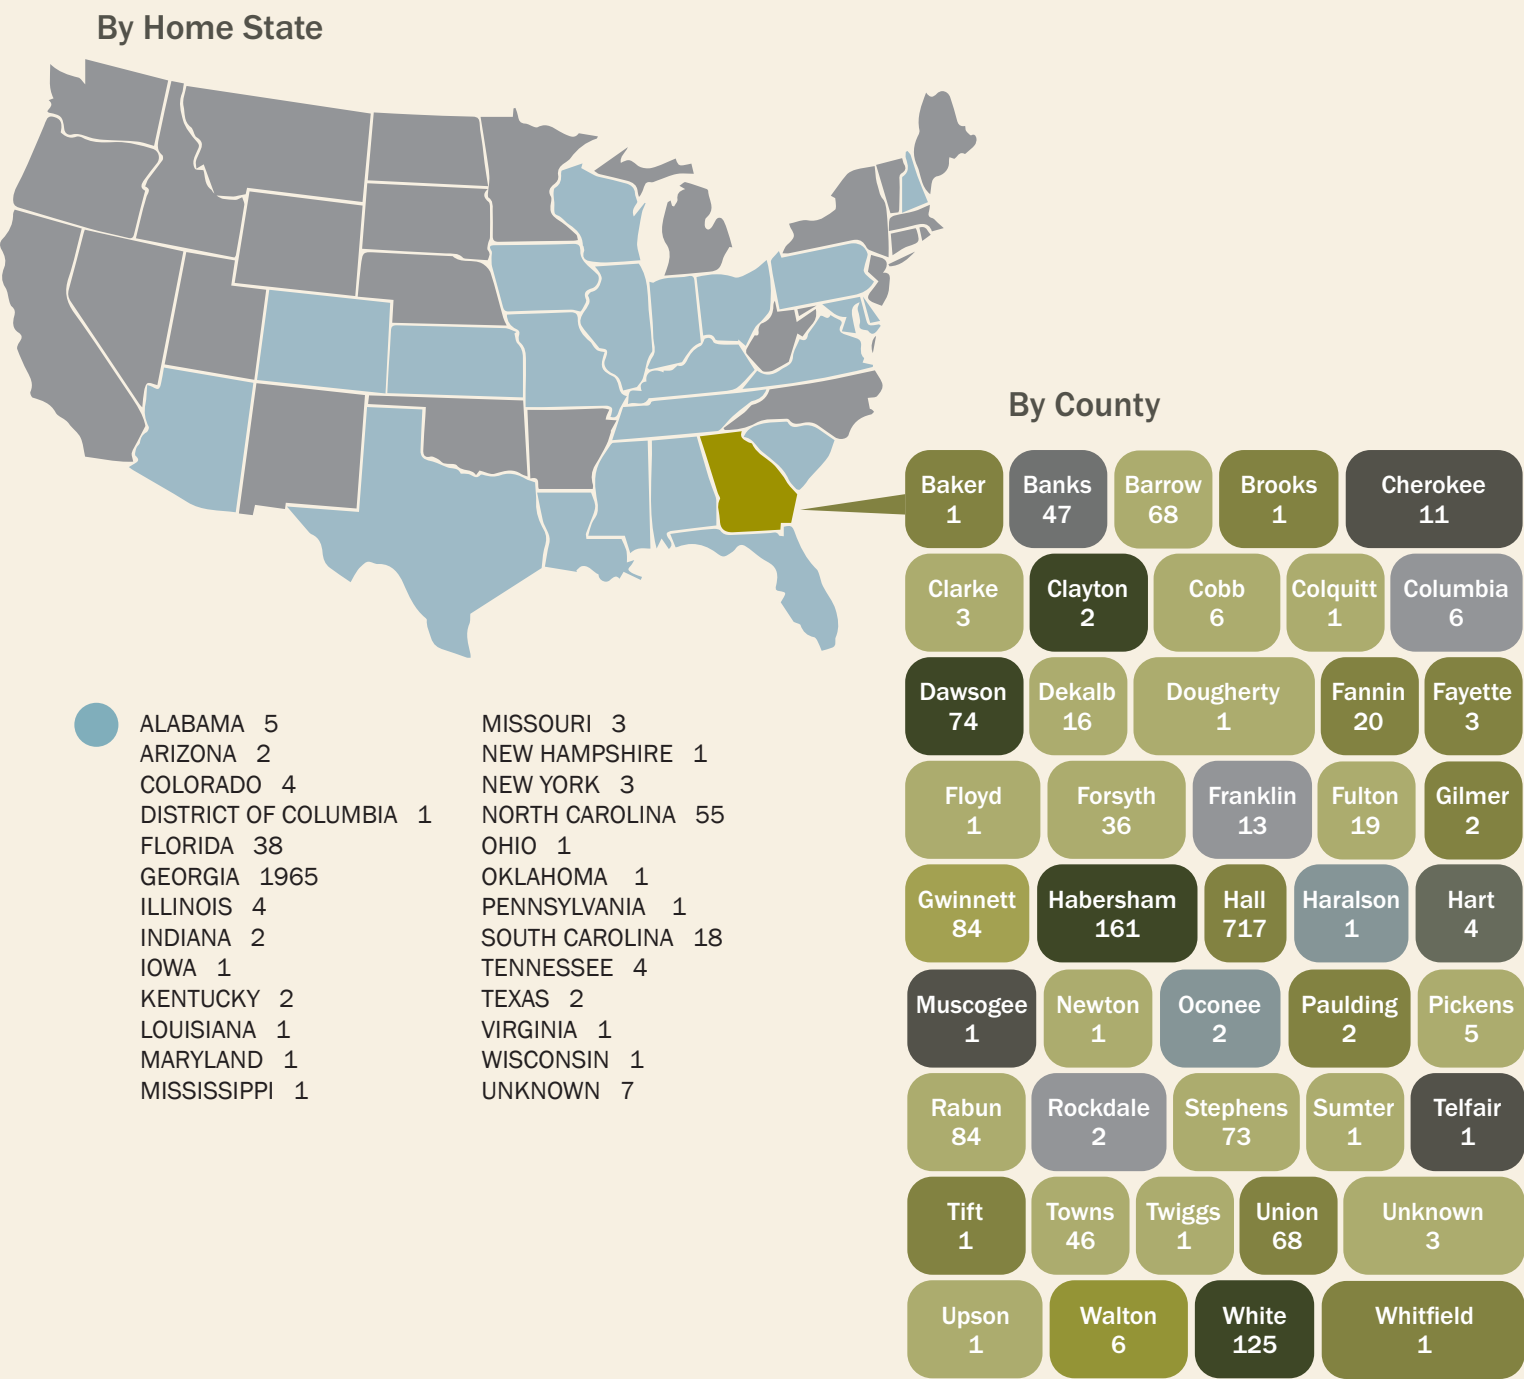 By Home State
ALABAMA 5
ARIZONA 2
COLORADO 4
DISTRICT OF COLUMBIA 1
FLORIDA 38
GEORGIA 1965
ILLINOIS 4
INDIANA 2
IOWA 1
KENTUCKY 2
LOUISIANA 1
MARYLAND 1
MISSISSIPPI 1
MISSOURI 3
NEW HAMPSHIRE 1
NEW YORK 3
NORTH CAROLINA 55
OHIO 1
OKLAHOMA 1
PENNSYLVANIA 1
SOUTH CAROLINA 18
TENNESSEE 4
TEXAS 2
VIRGINIA 1
WISCONSIN 1
UNKNOWN 7
By County
Baker
1
Banks
47
Barrow
68
Brooks
1
Cherokee
11
Clarke
3
Clayton
2
Cobb
6
Colquitt
1
Columbia
6
Dawson
74
Dekalb
16
Dougherty
1
Fannin
20
Fayette
3
Floyd
1
Forsyth
36
Franklin
13
Fulton
19
Gilmer
2
Gwinnett
84
Habersham
161
Hall
717
Haralson
1
Hart
4
Muscogee
1
Newton
1
Oconee
2
Paulding
2
Pickens
5
Rabun
84
Rockdale
2
Stephens
73
Sumter
1
Telfair
1
Tift
1
Towns
46
Twiggs
1
Union
68
Unknown
3
Upson
1
Walton
6
White
125
Whitfield
1